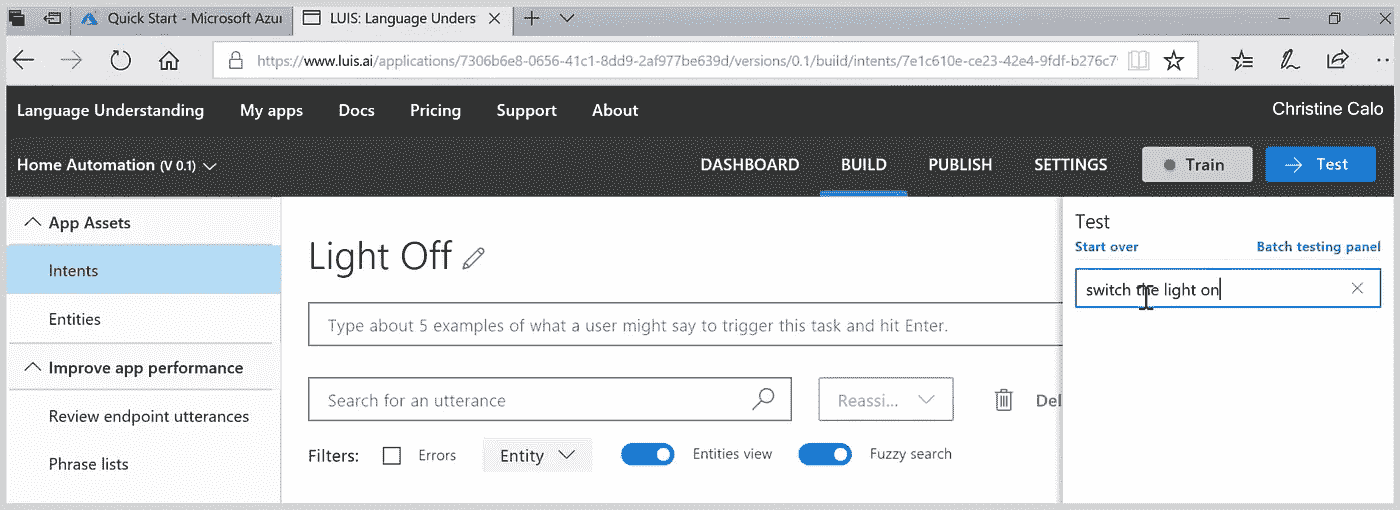 Quick Start - Microsoft Azur
LUIS: Language Unders
https://www.luis.ai/applications/7306b6e8-0656-41c1-8dd9-2af977be639d/versions/0.1/build/intents/7e1c610e-ce23-42e4-9fdf-b276c7
Language Understanding My apps Docs Pricing Support About Christine Calo
Home Automation (V 0.1) DASHBOARD BUILD PUBLISH SETTINGS Train Test
App Assets
Intents
Entities
Improve app performance
Review endpoint utterances
Phrase lists
Light Off
Type about 5 examples of what a user might say to trigger this task and hit Enter.
Search for an utterance Reassi... Del
Filters: Errors Entity Entities view Fuzzy search
Test
Start over Batch testing panel
switch the light on